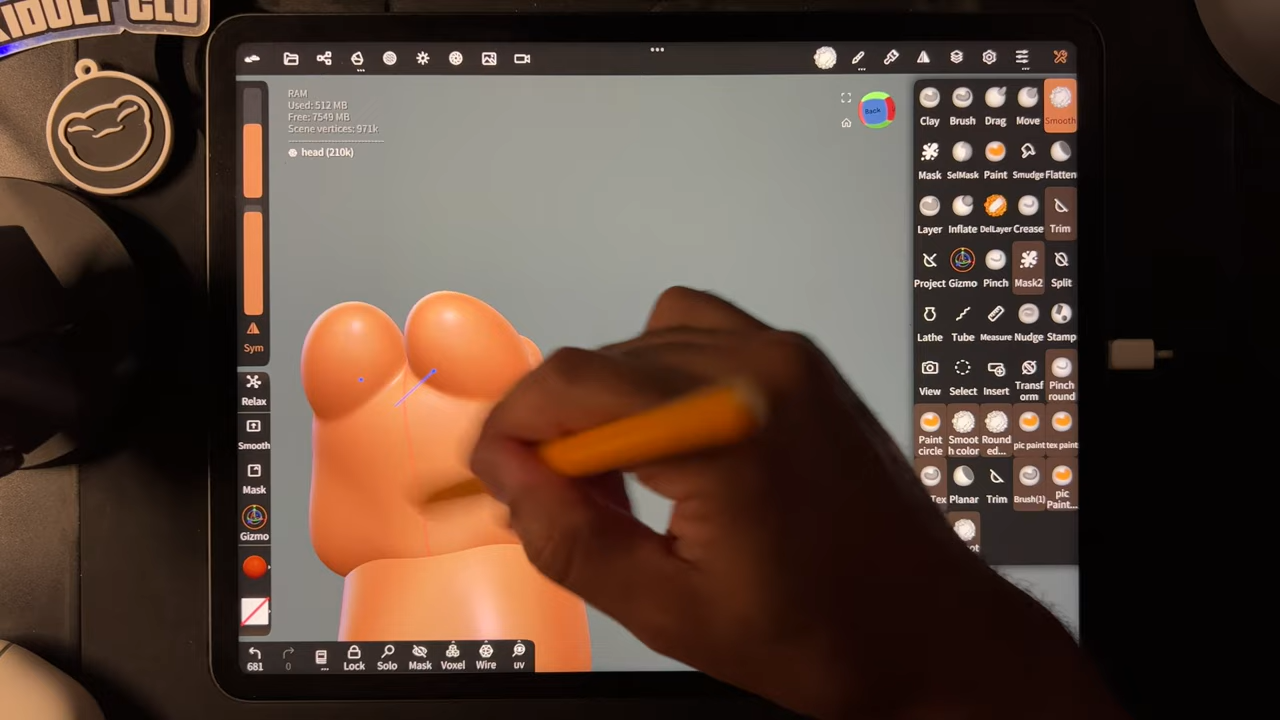 KIDULT CEO
RAM
Used: 512 MB
Free: 7549 MB
Scene vertices: 971k
head (210k)
Back
Sym
Relax
Smooth
Mask
Gizmo
681
0
Lock
Solo
Mask
Voxel
Wire
uv
Clay
Brush
Drag
Move
Smooth
Mask
SelMask
Paint
Smudge
Flatten
Layer
Inflate
DelLayer
Crease
Trim
Project
Gizmo
Pinch
Mask2
Split
Lathe
Tube
Measure
Nudge
Stamp
View
Select
Insert
Transf
orm
Pinch
round
Paint
circle
Smoot
h color
Round
ed...
pic paint
tex paint
Tex
Planar
Trim
Brush(1)
pic
Paint...
ot